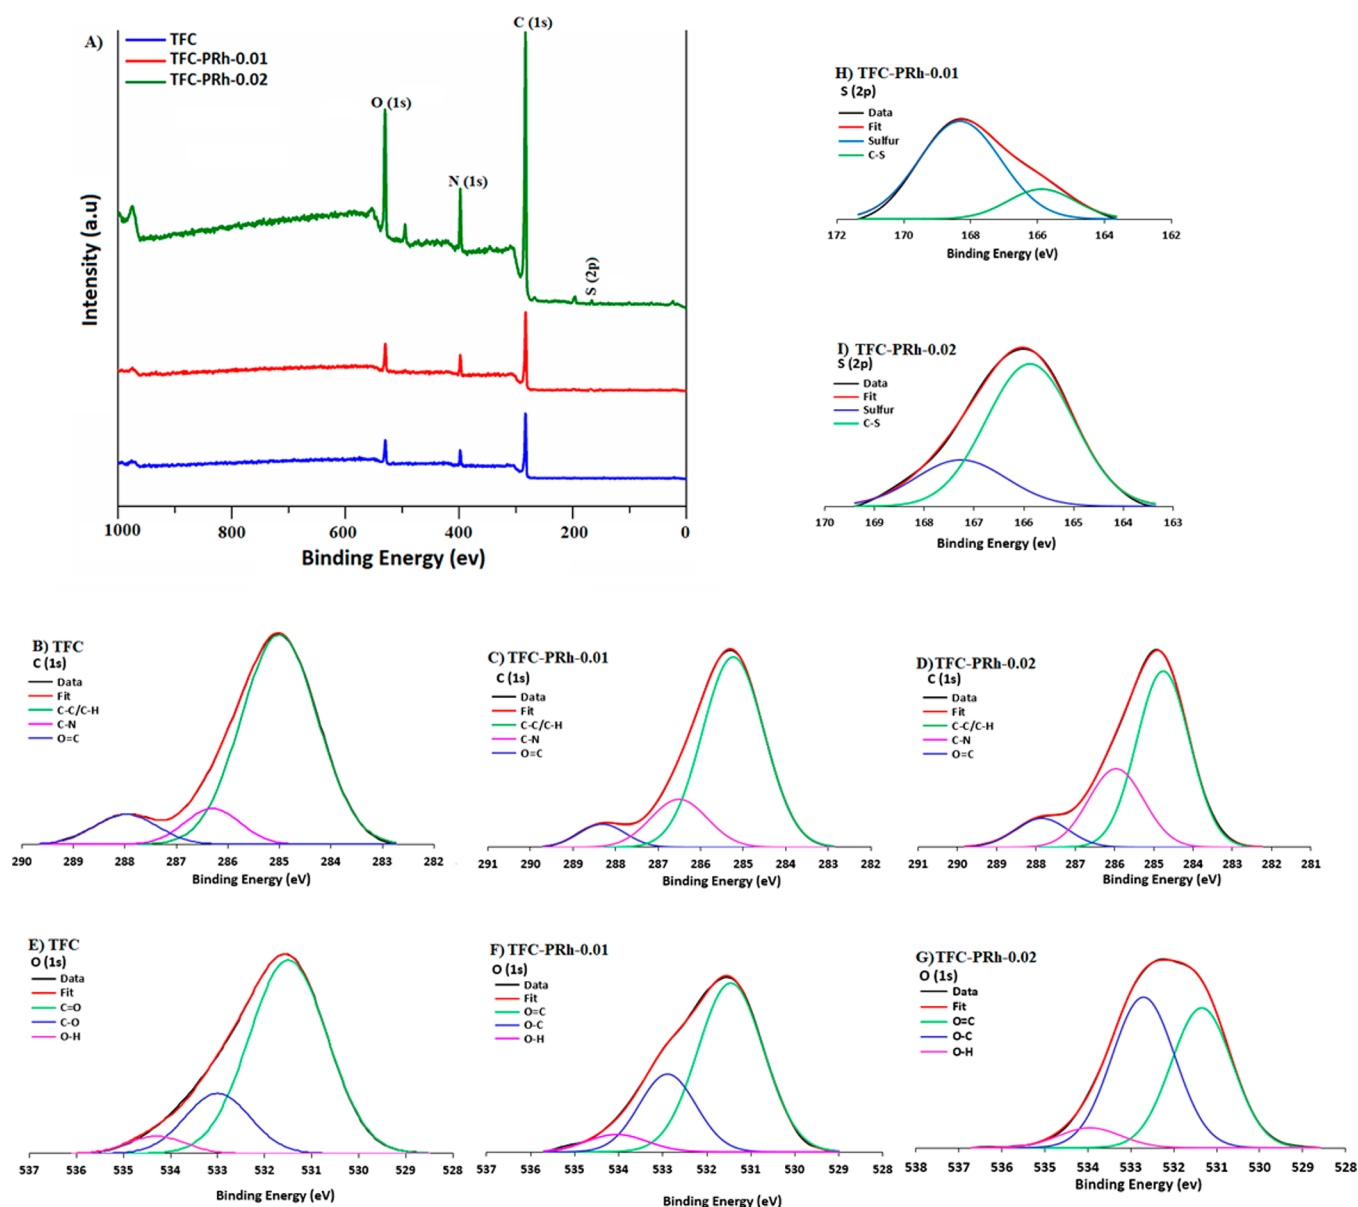 A)
TFC
TFC-PRh-0.01
TFC-PRh-0.02
C (1s)
O (1s)
N (1s)
S (2p)
Intensity (a.u)
1000 800 600 400 200 0
Binding Energy (ev)
H) TFC-PRh-0.01
S (2p)
Data
Fit
Sulfur
C-S
172 170 168 166 164 162
Binding Energy (eV)
I) TFC-PRh-0.02
S (2p)
Data
Fit
Sulfur
C-S
170 169 168 167 166 165 164 163
Binding Energy (eV)
B) TFC
C (1s)
Data
Fit
C-C/C-H
C-N
O=C
290 289 288 287 286 285 284 283 282
Binding Energy (eV)
C) TFC-PRh-0.01
C (1s)
Data
Fit
C-C/C-H
C-N
O=C
291 290 289 288 287 286 285 284 283 282
Binding Energy (eV)
D) TFC-PRh-0.02
C (1s)
Data
Fit
C-C/C-H
C-N
O=C
291 290 289 288 287 286 285 284 283 282 281
Binding Energy (eV)
E) TFC
O (1s)
Data
Fit
C=O
C-O
O-H
537 536 535 534 533 532 531 530 529 528
Binding Energy (eV)
F) TFC-PRh-0.01
O (1s)
Data
Fit
O=C
O-C
O-H
537 536 535 534 533 532 531 530 529 528
Binding Energy (eV)
G) TFC-PRh-0.02
O (1s)
Data
Fit
O=C
O-C
O-H
538 537 536 535 534 533 532 531 530 529 528
Binding Energy (ev)